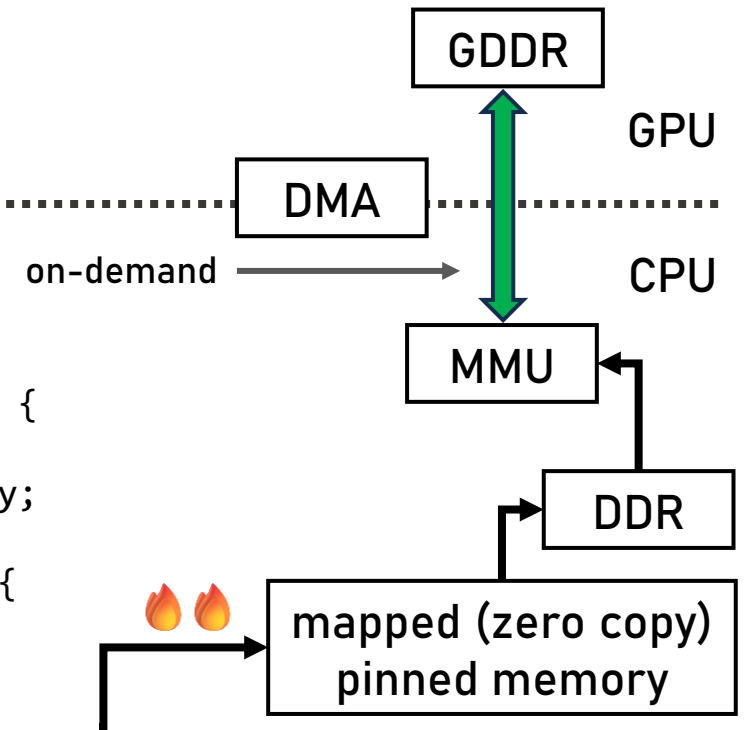 GDDR
GPU
DMA
on-demand
CPU
MMU
{
y;
DDR
{
🔥🔥
mapped (zero copy)
pinned memory